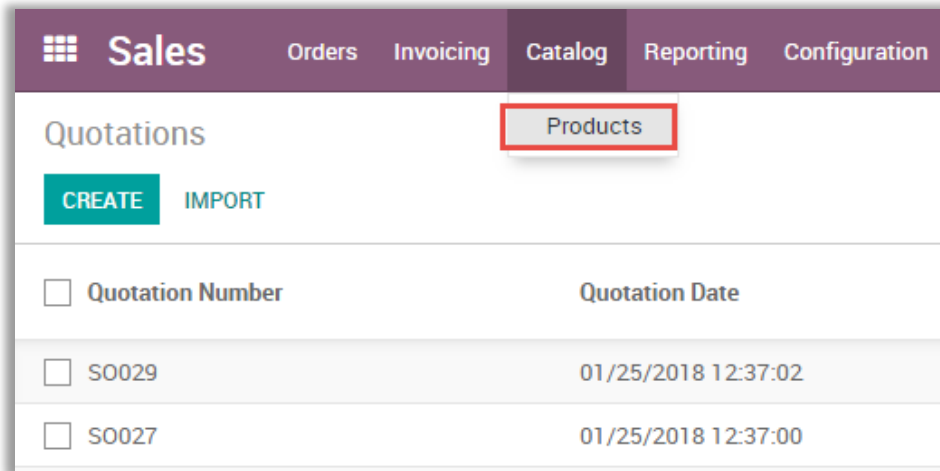 Sales Orders Invoicing Catalog Reporting Configuration
Products
Quotations
CREATE IMPORT
Quotation Number Quotation Date
SO029 01/25/2018 12:37:02
SO027 01/25/2018 12:37:00